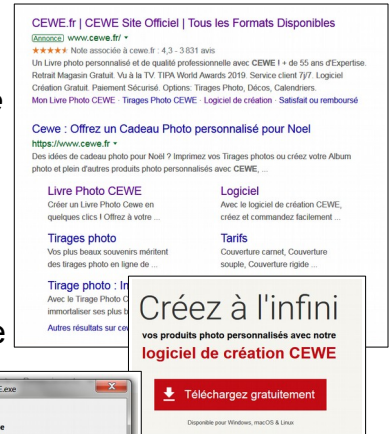 CEWE.fr | CEWE Site Officiel | Tous les Formats Disponibles
Annonce www.cewe.fr/
Note associée à cewe.fr : 4,3 - 3 831 avis
Un Livre photo personnalisé et de qualité professionnelle avec CEWE ! + de 55 ans d'Expertise.
Retrait Magasin Gratuit. Vu à la TV. TIPA World Awards 2019. Service client 7j/7. Logiciel
Création Gratuit. Paiement Sécurisé. Options: Tirages Photo, Décos, Calendriers.
Mon Livre Photo CEWE · Tirages Photo CEWE · Logiciel de création · Satisfait ou remboursé
Cewe : Offrez un Cadeau Photo personnalisé pour Noel
https://www.cewe.fr
Des idées de cadeau photo pour Noël ? Imprimez vos Tirages photos ou créez votre Album
photo et plein d'autres produits photo personnalisés avec CEWE, ...
Livre Photo CEWE
Créer un Livre Photo Cewe en
quelques clics ! Offrez à votre ...
Logiciel
Avec le logiciel de création CEWE,
créez et commandez facilement ...
Tirages photo
Vos plus beaux souvenirs méritent
des tirages photo en ligne de ...
Tarifs
Couverture carnet, Couverture
souple, Couverture rigide ...
Tirage photo : In
Avec le Tirage Photo C
immortaliser ses plus b
Autres résultats sur cew
e
e
Créez à l'infini
vos produits photo personnalisés avec notre
logiciel de création CEWE
Téléchargez gratuitement
Disponible pour Windows, macOS & Linux
E.exe
e